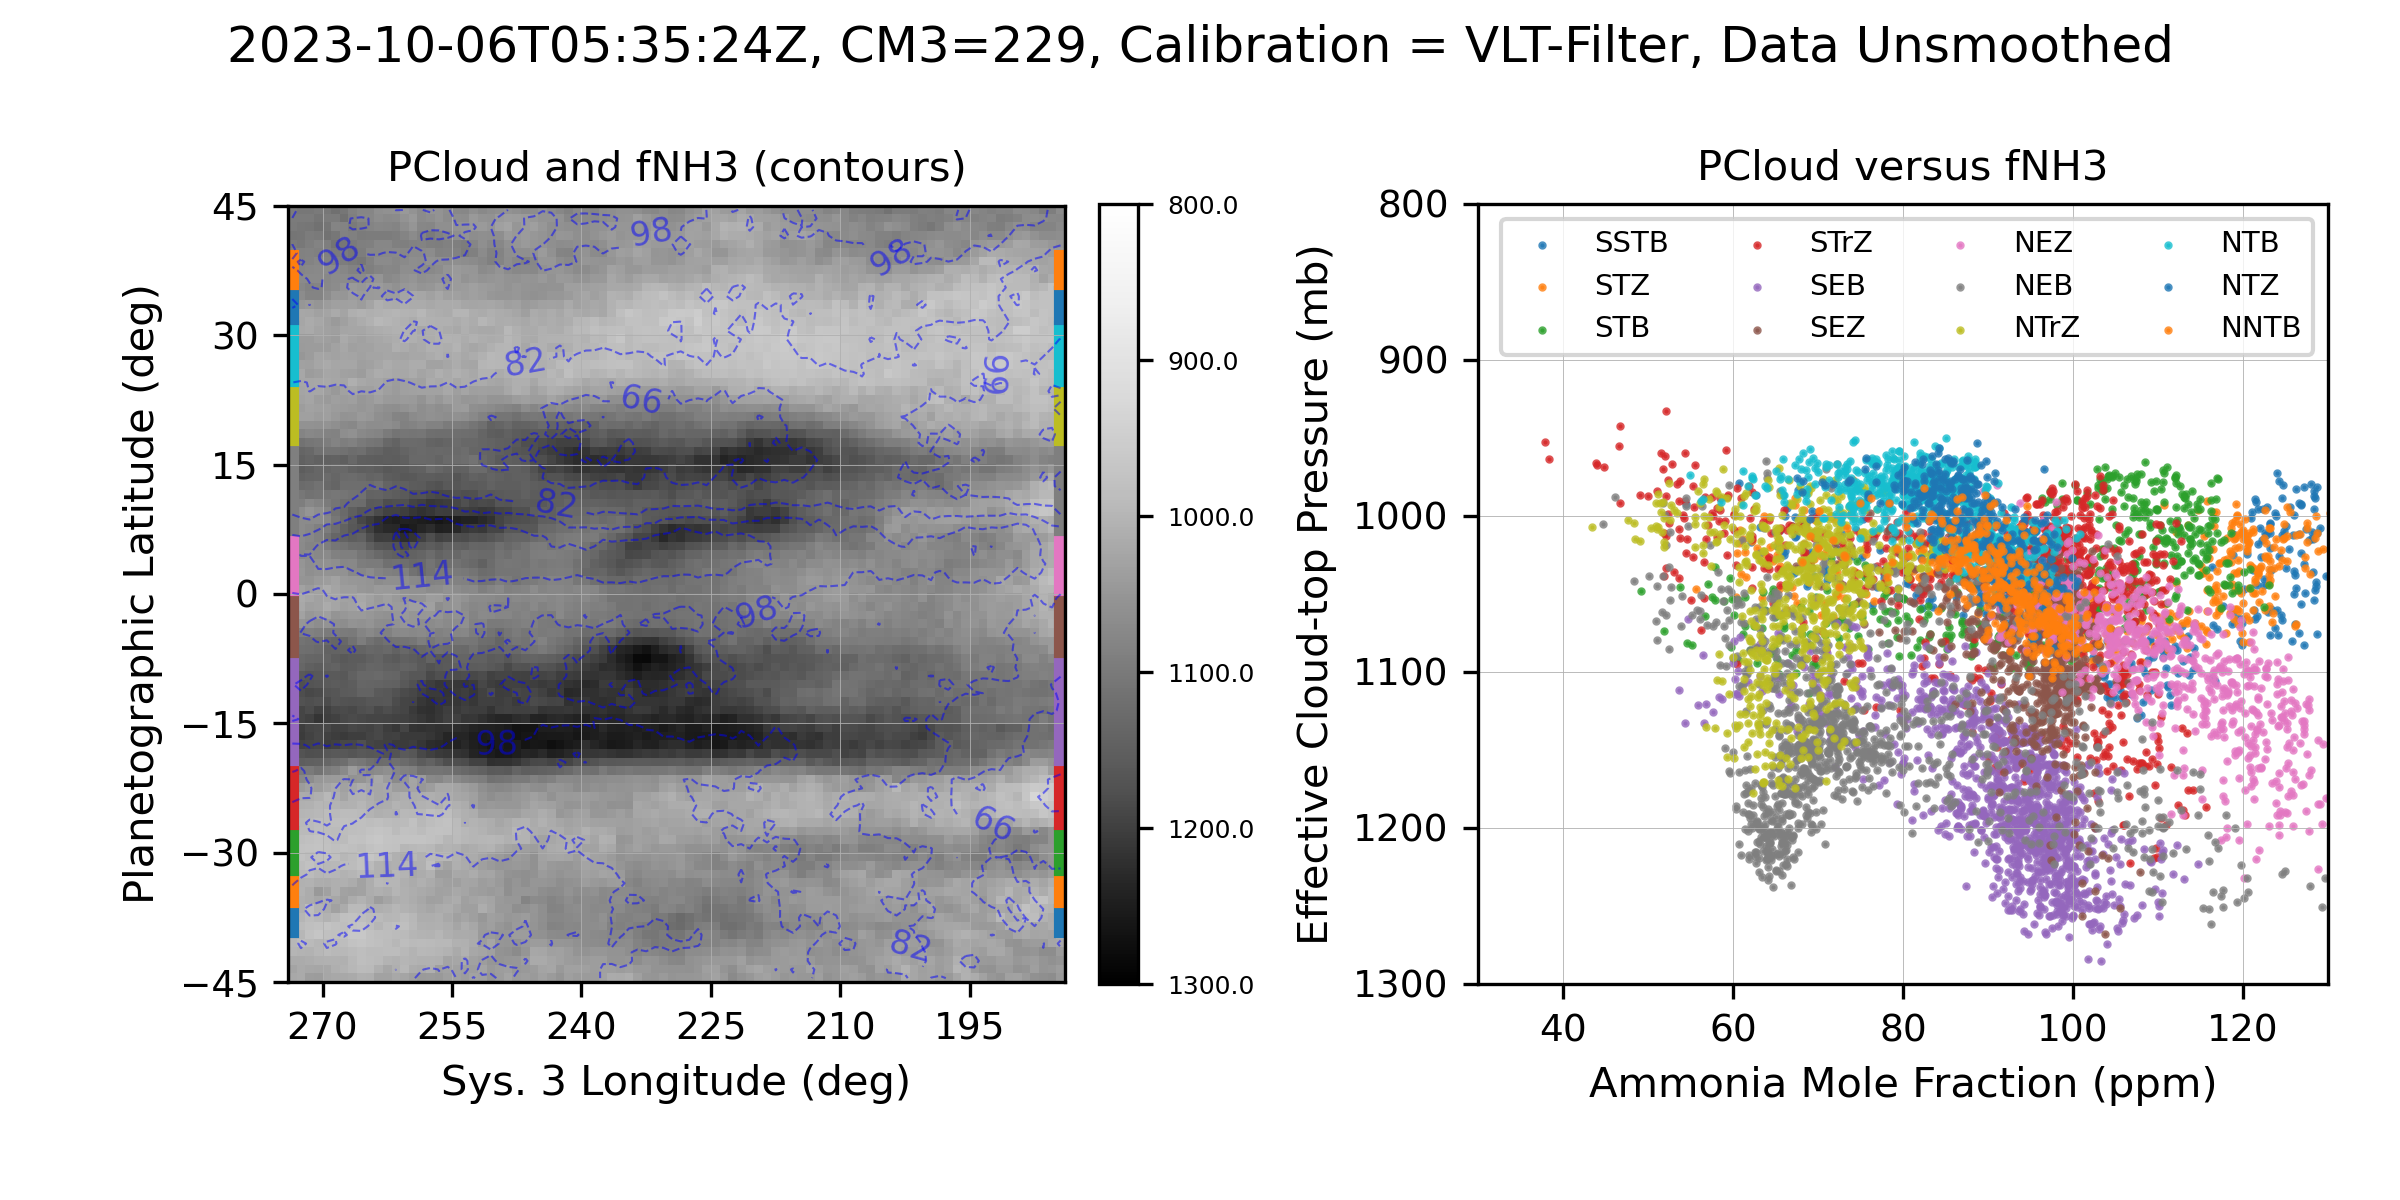 2023-10-06T05:35:24Z, CM3=229, Calibration = VLT-Filter, Data Unsmoothed
PCloud and fNH3 (contours)
Planetographic Latitude (deg)
45
30
15
0
−15
−30
−45
98
98
98
82
66
66
82
114
98
98
66
114
82
270 255 240 225 210 195
Sys. 3 Longitude (deg)
800.0
900.0
1000.0
1100.0
1200.0
1300.0
PCloud versus fNH3
Effective Cloud-top Pressure (mb)
800
900
1000
1100
1200
1300
SSTB STrZ NEZ NTB
STZ SEB NEB NTZ
STB SEZ NTrZ NNTB
40 60 80 100 120
Ammonia Mole Fraction (ppm)